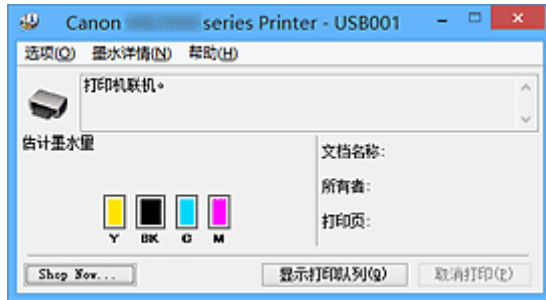 Canon series Printer - USB001
选项(O) 墨水详情(N) 帮助(H)
打印机联机。
估计墨水量
文档名称:
所有者:
打印页:
Y BK C M
Shop Now... 显示打印队列(Q) 取消打印(P)